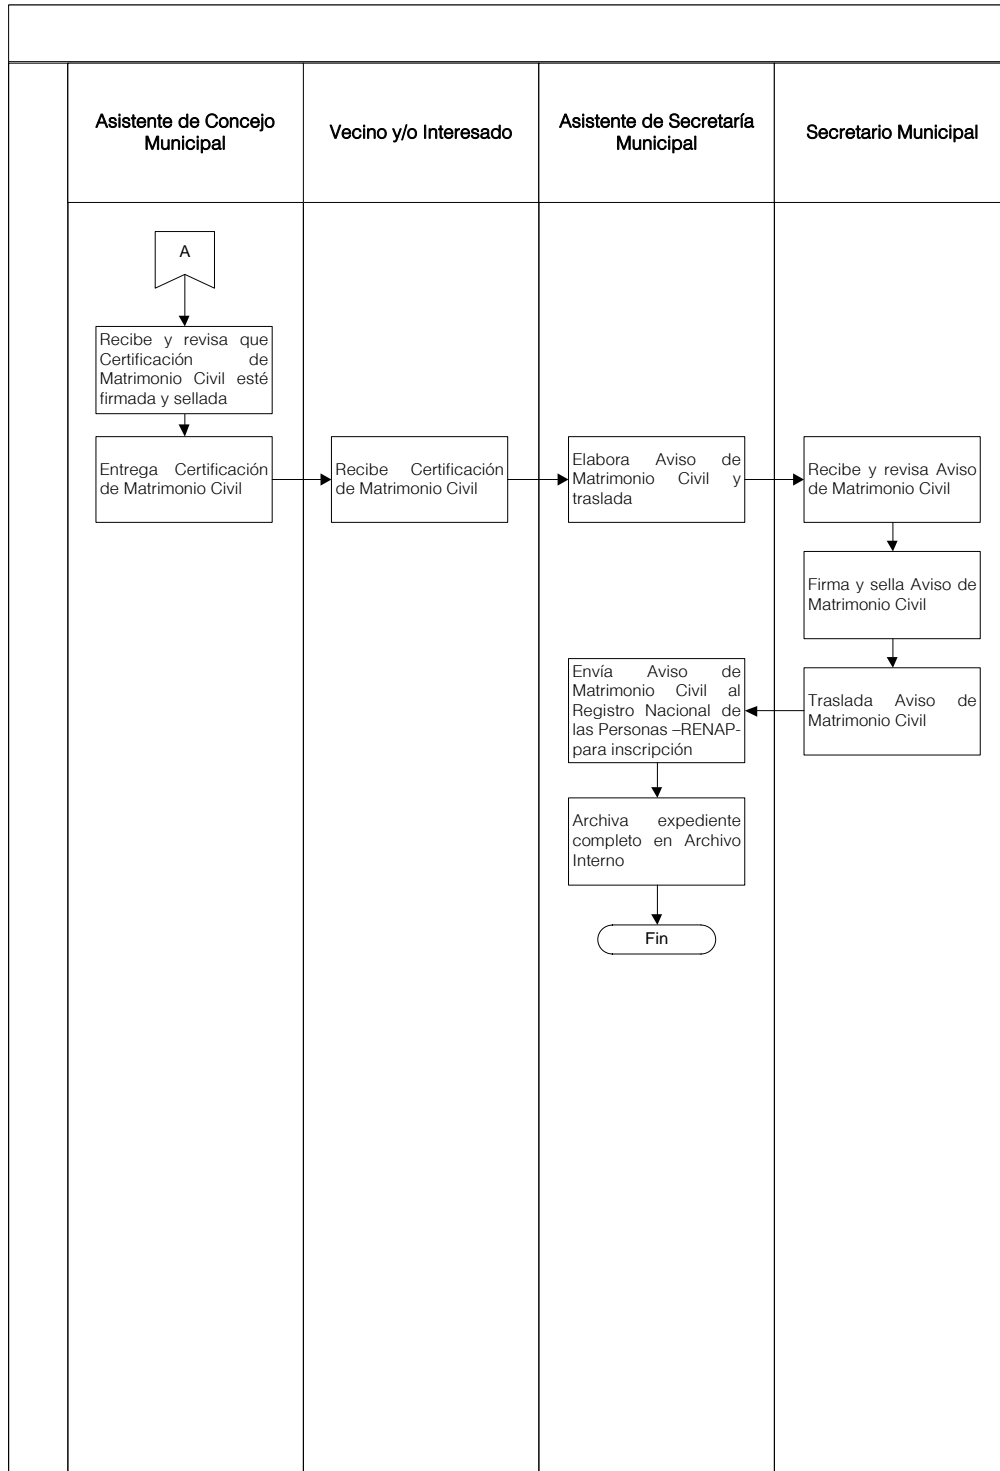 Asistente de Concejo
Municipal
Vecino y/o Interesado
Asistente de Secretaría
Municipal
Secretario Municipal
A
Recibe y revisa que
Certificación de
Matrimonio Civil esté
firmada y sellada
Entrega Certificación
de Matrimonio Civil
Recibe Certificación
de Matrimonio Civil
Elabora Aviso de
Matrimonio Civil y
traslada
Recibe y revisa Aviso
de Matrimonio Civil
Firma y sella Aviso de
Matrimonio Civil
Traslada Aviso de
Matrimonio Civil
Envía Aviso de
Matrimonio Civil al
Registro Nacional de
las Personas –RENAP-
para inscripción
Archiva expediente
completo en Archivo
Interno
Fin